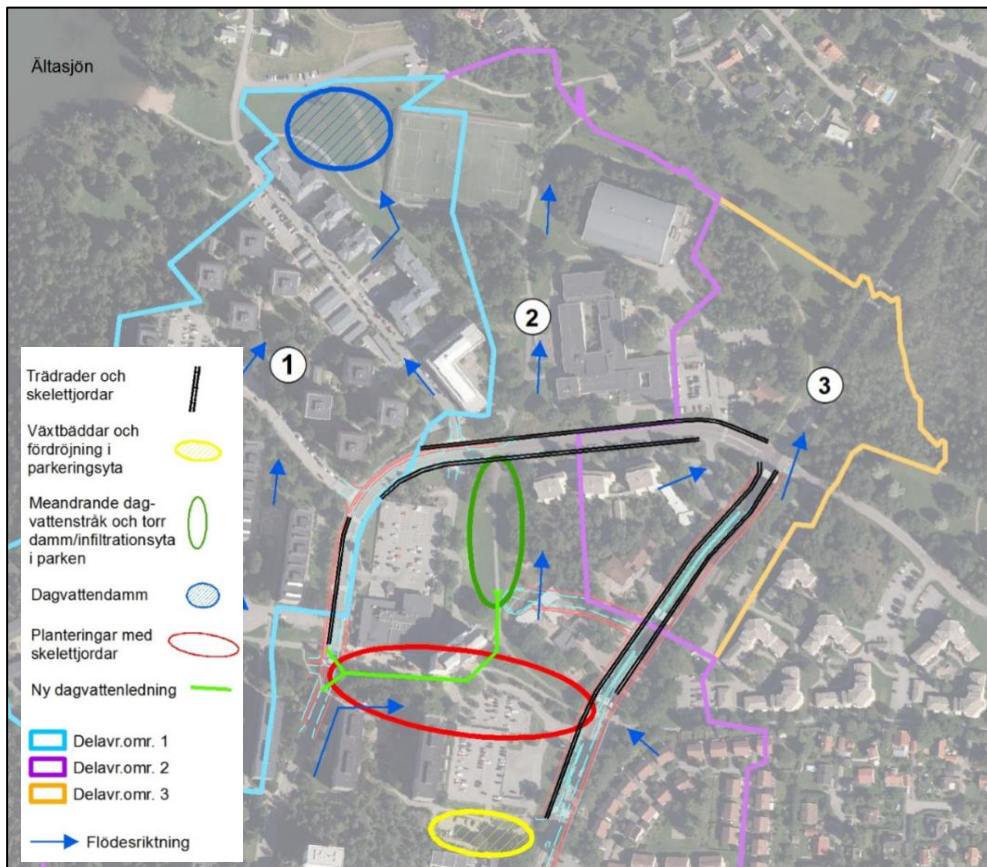 Ältasjön
2
1
3
Trädrader och
skelettjordar
Växtbäddar och
fördröjning i
parkeringsyta
Meandrande dag-
vattenstråk och torr
damm/infiltrationsyta
i parken
Dagvattendamm
Planteringar med
skelettjordar
Ny dagvattenledning
Delavr.omr. 1
Delavr.omr. 2
Delavr.omr. 3
Flödesriktning